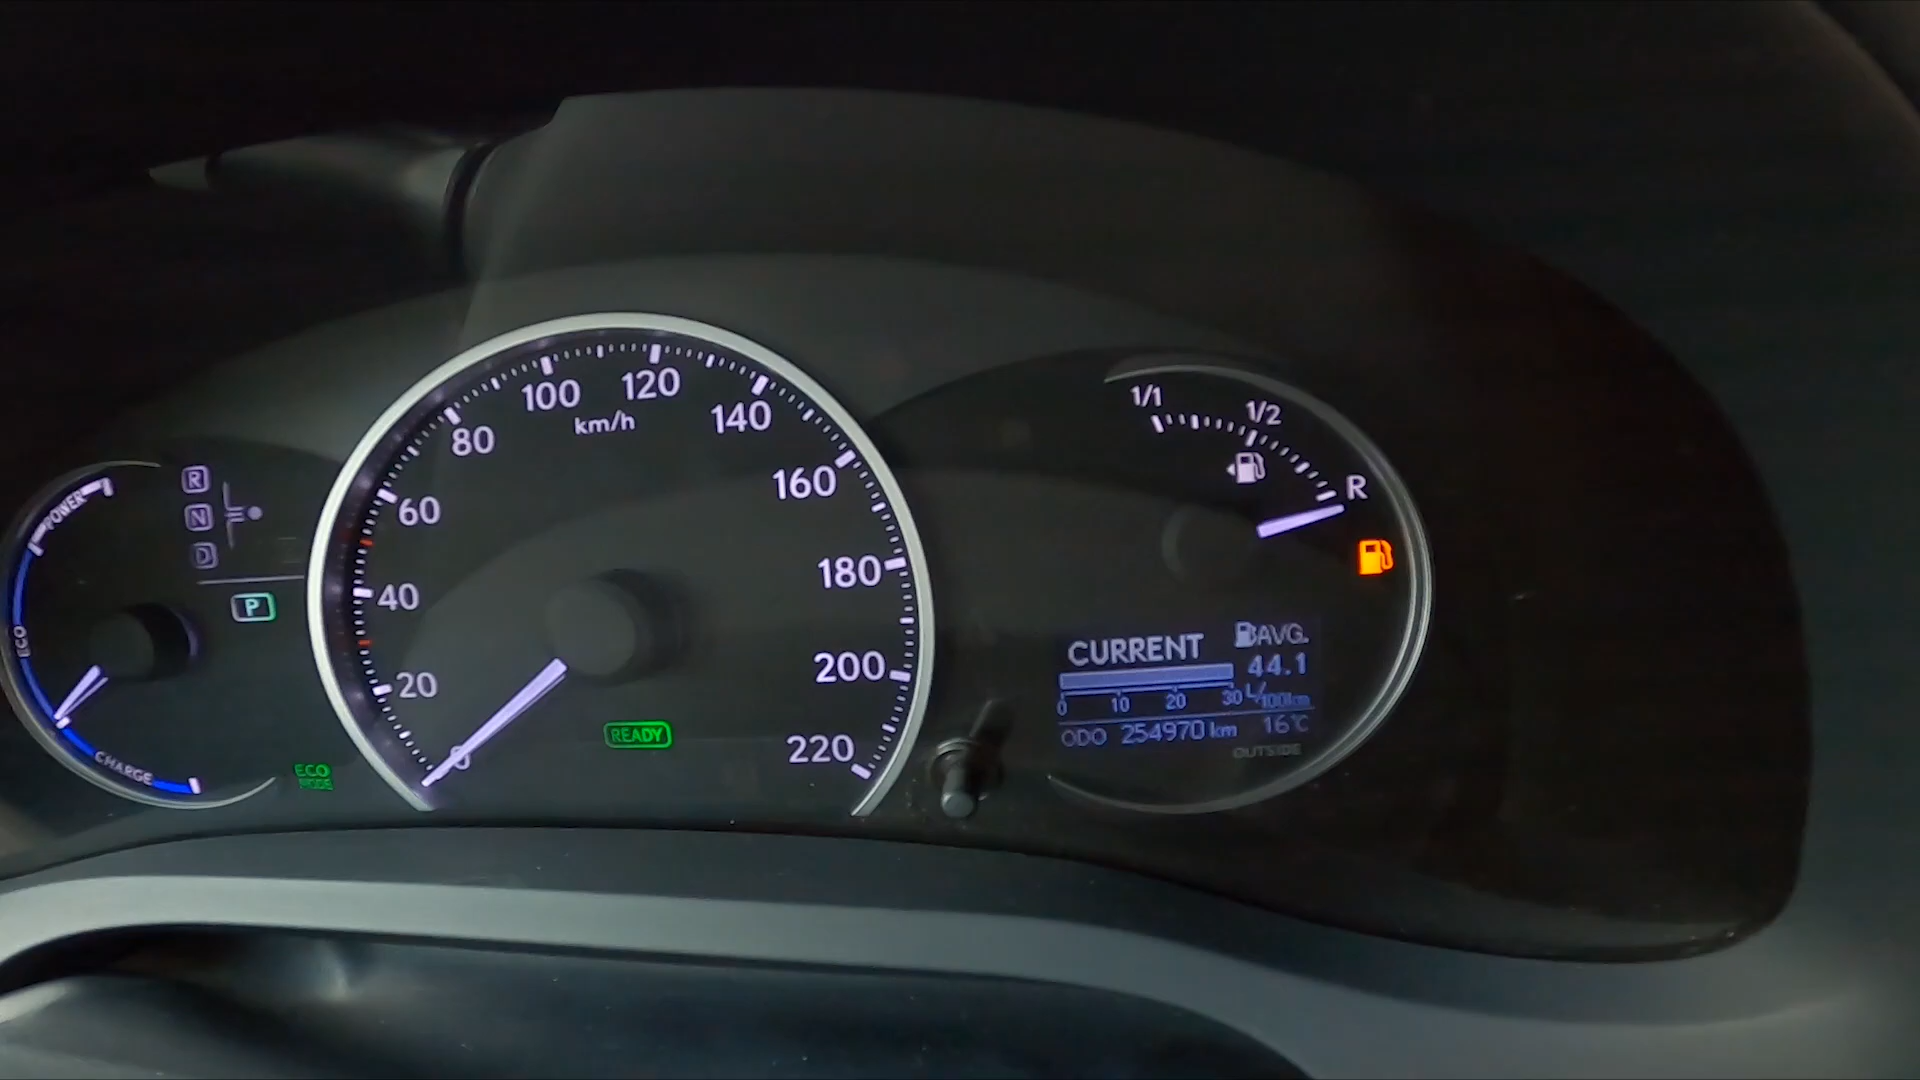 POWER
ECO
CHARGE
R
N
D
P
ECO
MODE
0
20
40
60
80
100
120
140
160
180
200
220
km/h
READY
1/1
1/2
R
CURRENT
AVG.
44.1
L/100km
0 10 20 30
ODO 254970 km 16°C
OUTSIDE